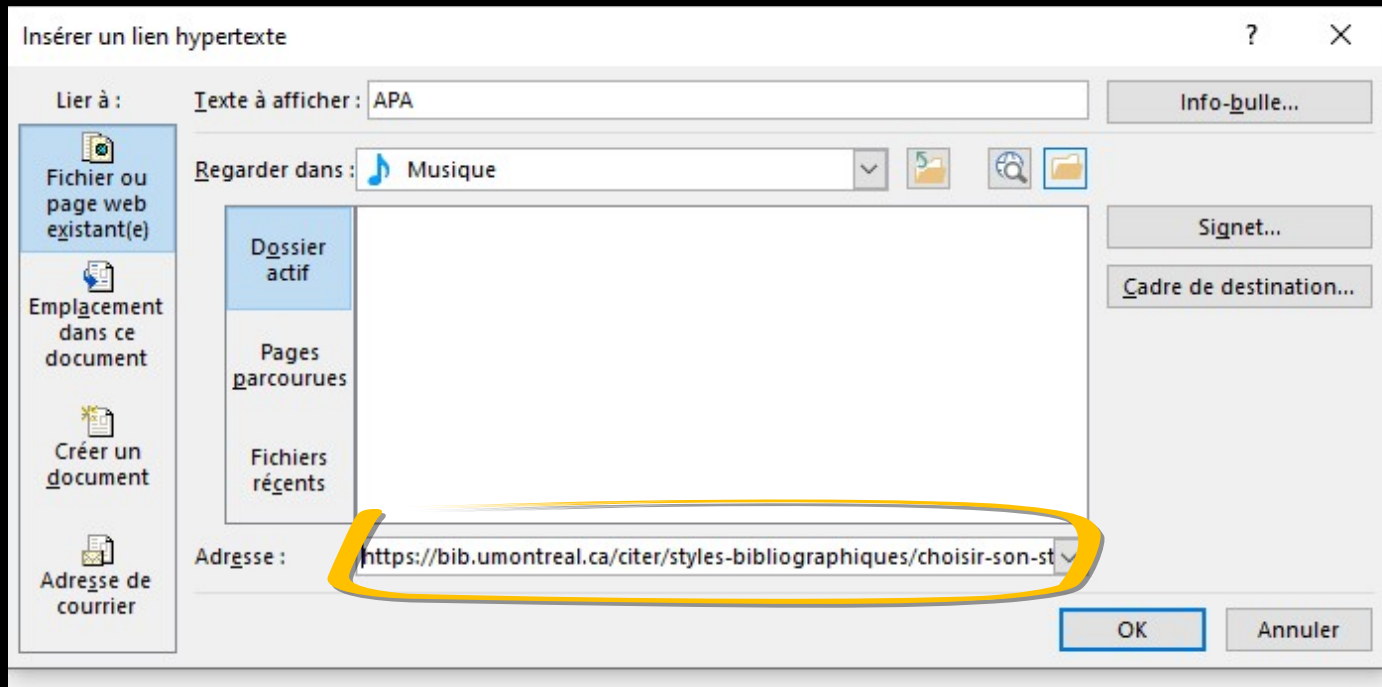 Insérer un lien hypertexte
?
Lier à :
Texte à afficher : APA
Info-bulle...
Fichier ou
page web
existant(e)
Regarder dans : Musique
Emplacement
dans ce
document
Créer un
document
Adresse de
courrier
Dossier
actif
Pages
parcourues
Fichiers
récents
Signet...
Cadre de destination...
Adresse : https://bib.umontreal.ca/citer/styles-bibliographiques/choisir-son-st
OK
Annuler